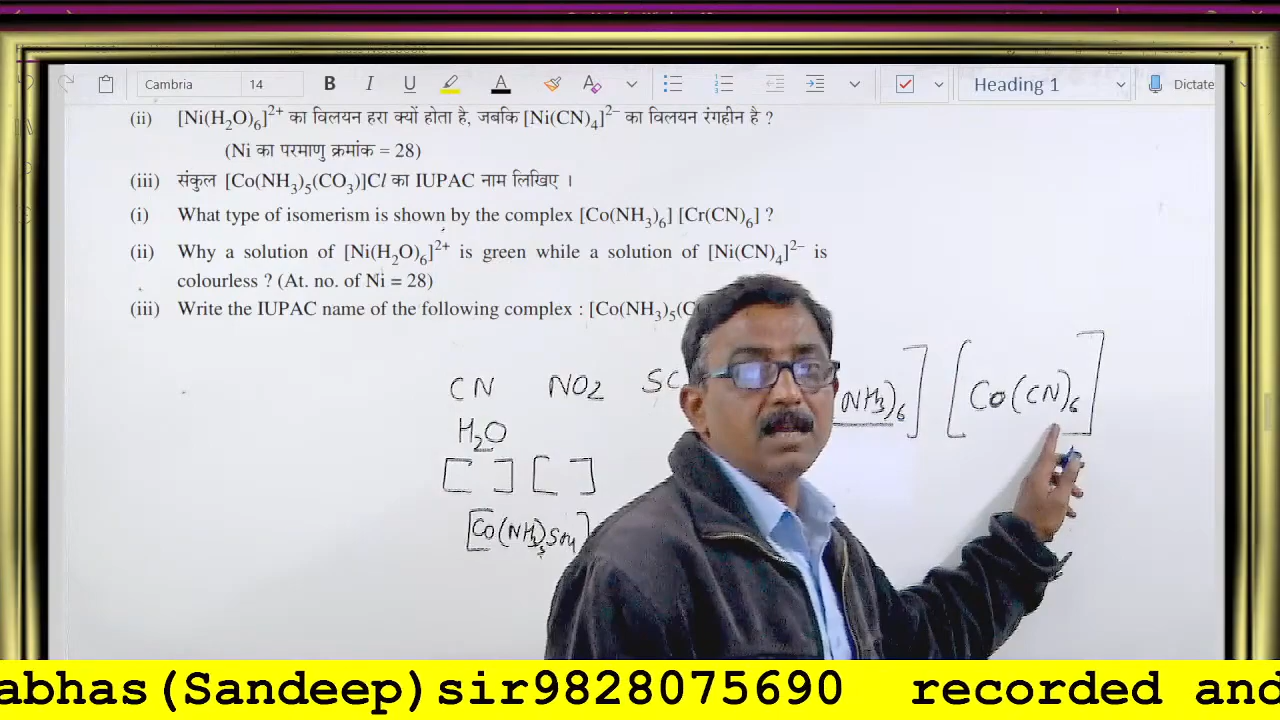 Cambria 14 B I U A A Heading 1 Dictate
(ii) [Ni(H₂O)₆]²⁺ का विलयन हरा क्यों होता है, जबकि [Ni(CN)₄]²⁻ का विलयन रंगहीन है ?
(Ni का परमाणु क्रमांक = 28)
(iii) संकुल [Co(NH₃)₅(CO₃)]Cl का IUPAC नाम लिखिए ।
(i) What type of isomerism is shown by the complex [Co(NH₃)₆] [Cr(CN)₆] ?
(ii) Why a solution of [Ni(H₂O)₆]²⁺ is green while a solution of [Ni(CN)₄]²⁻ is
colourless ? (At. no. of Ni = 28)
(iii) Write the IUPAC name of the following complex : [Co(NH₃)₅(C
CN NO2 SC NH₃)₆] [Co(CN)₆]
H₂O
[ ] [ ]
[Co(NH₃)₅SO₄]
abhas(Sandeep)sir9828075690 recorded and